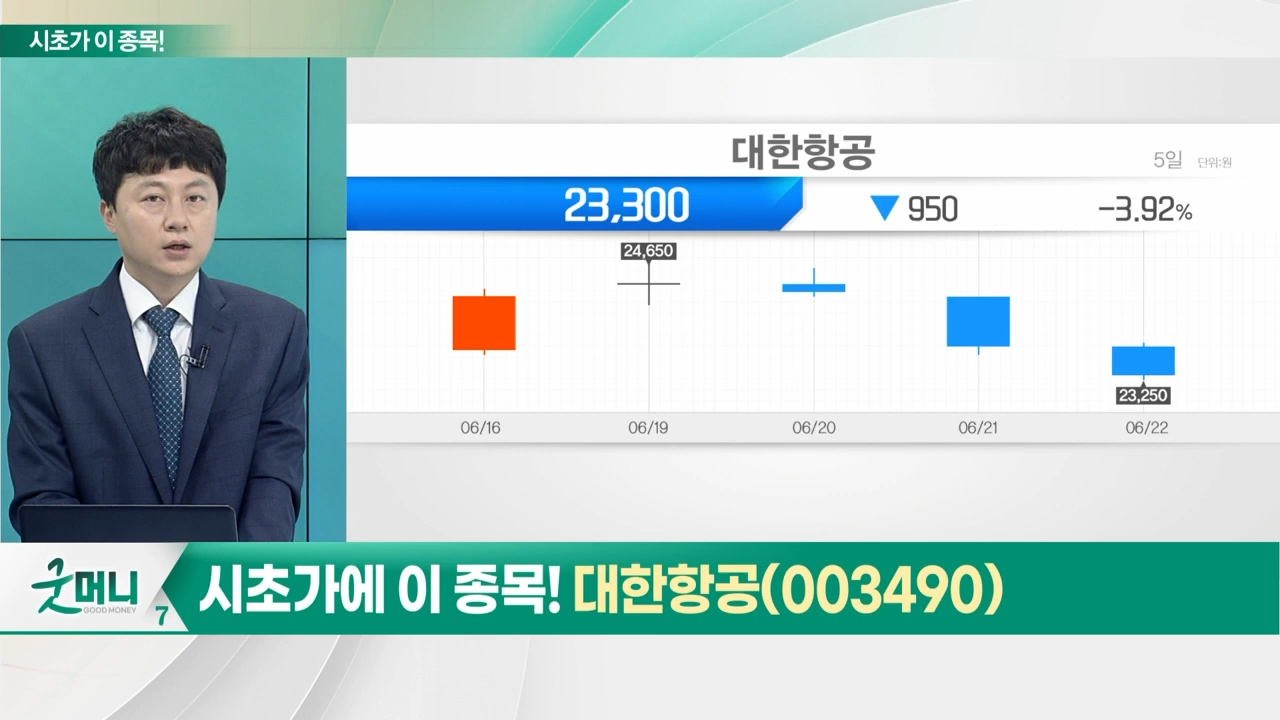 시초가 이 종목!
대한항공
5일 단위:원
23,300 ▼ 950 -3.92%
24,650
23,250
06/16 06/19 06/20 06/21 06/22
굿머니
GOOD MONEY
7
시초가에 이 종목! 대한항공(003490)